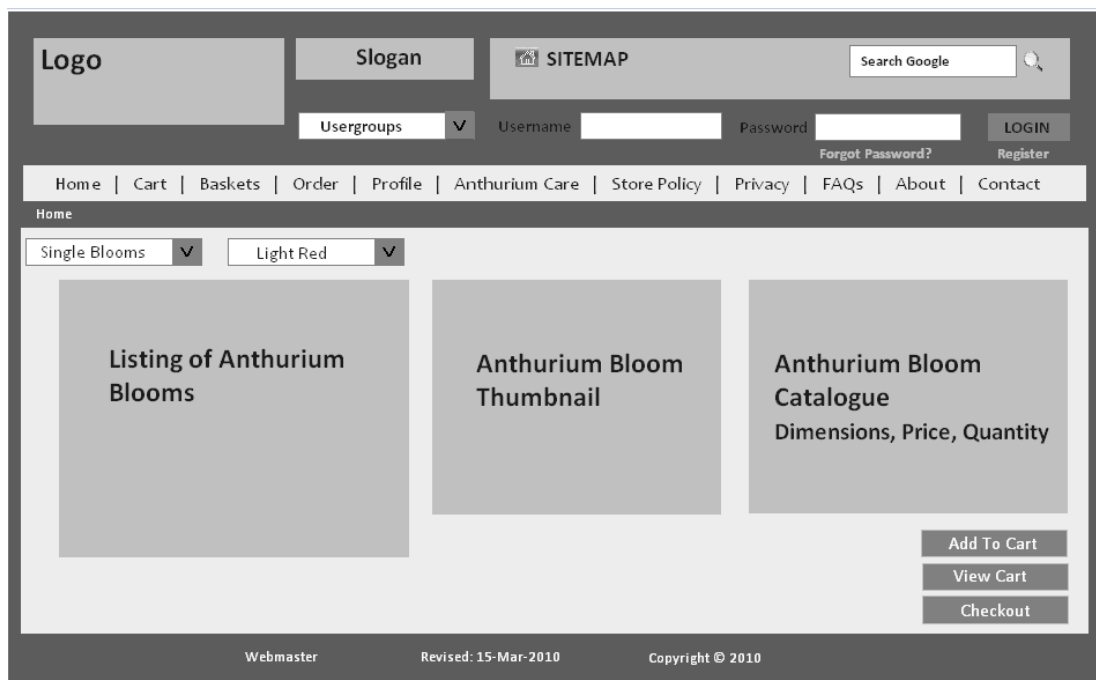 Logo
Slogan
SITEMAP
Search Google
Usergroups V Username Password LOGIN
Forgot Password? Register
Home | Cart | Baskets | Order | Profile | Anthurium Care | Store Policy | Privacy | FAQs | About | Contact
Home
Single Blooms V Light Red V
Listing of Anthurium
Blooms
Anthurium Bloom
Thumbnail
Anthurium Bloom
Catalogue
Dimensions, Price, Quantity
Add To Cart
View Cart
Checkout
Webmaster Revised: 15-Mar-2010 Copyright © 2010